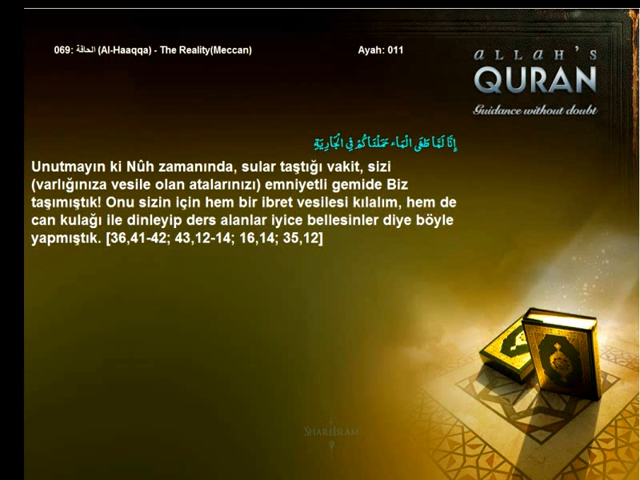 069: الحاقة (Al-Haaqqa) - The Reality(Meccan) Ayah: 011
ALLAH'S
QURAN
Guidance without doubt
إِنَّا لَمَّا طَغَى الْمَاء حَمَلْنَاكُمْ فِي الْجَارِيَةِ
Unutmayın ki Nûh zamanında, sular taştığı vakit, sizi
(varlığınıza vesile olan atalarınızı) emniyetli gemide Biz
taşımıştık! Onu sizin için hem bir ibret vesilesi kılalım, hem de
can kulağı ile dinleyip ders alanlar iyice bellesinler diye böyle
yapmıştık. [36,41-42; 43,12-14; 16,14; 35,12]
SHAREISLAM